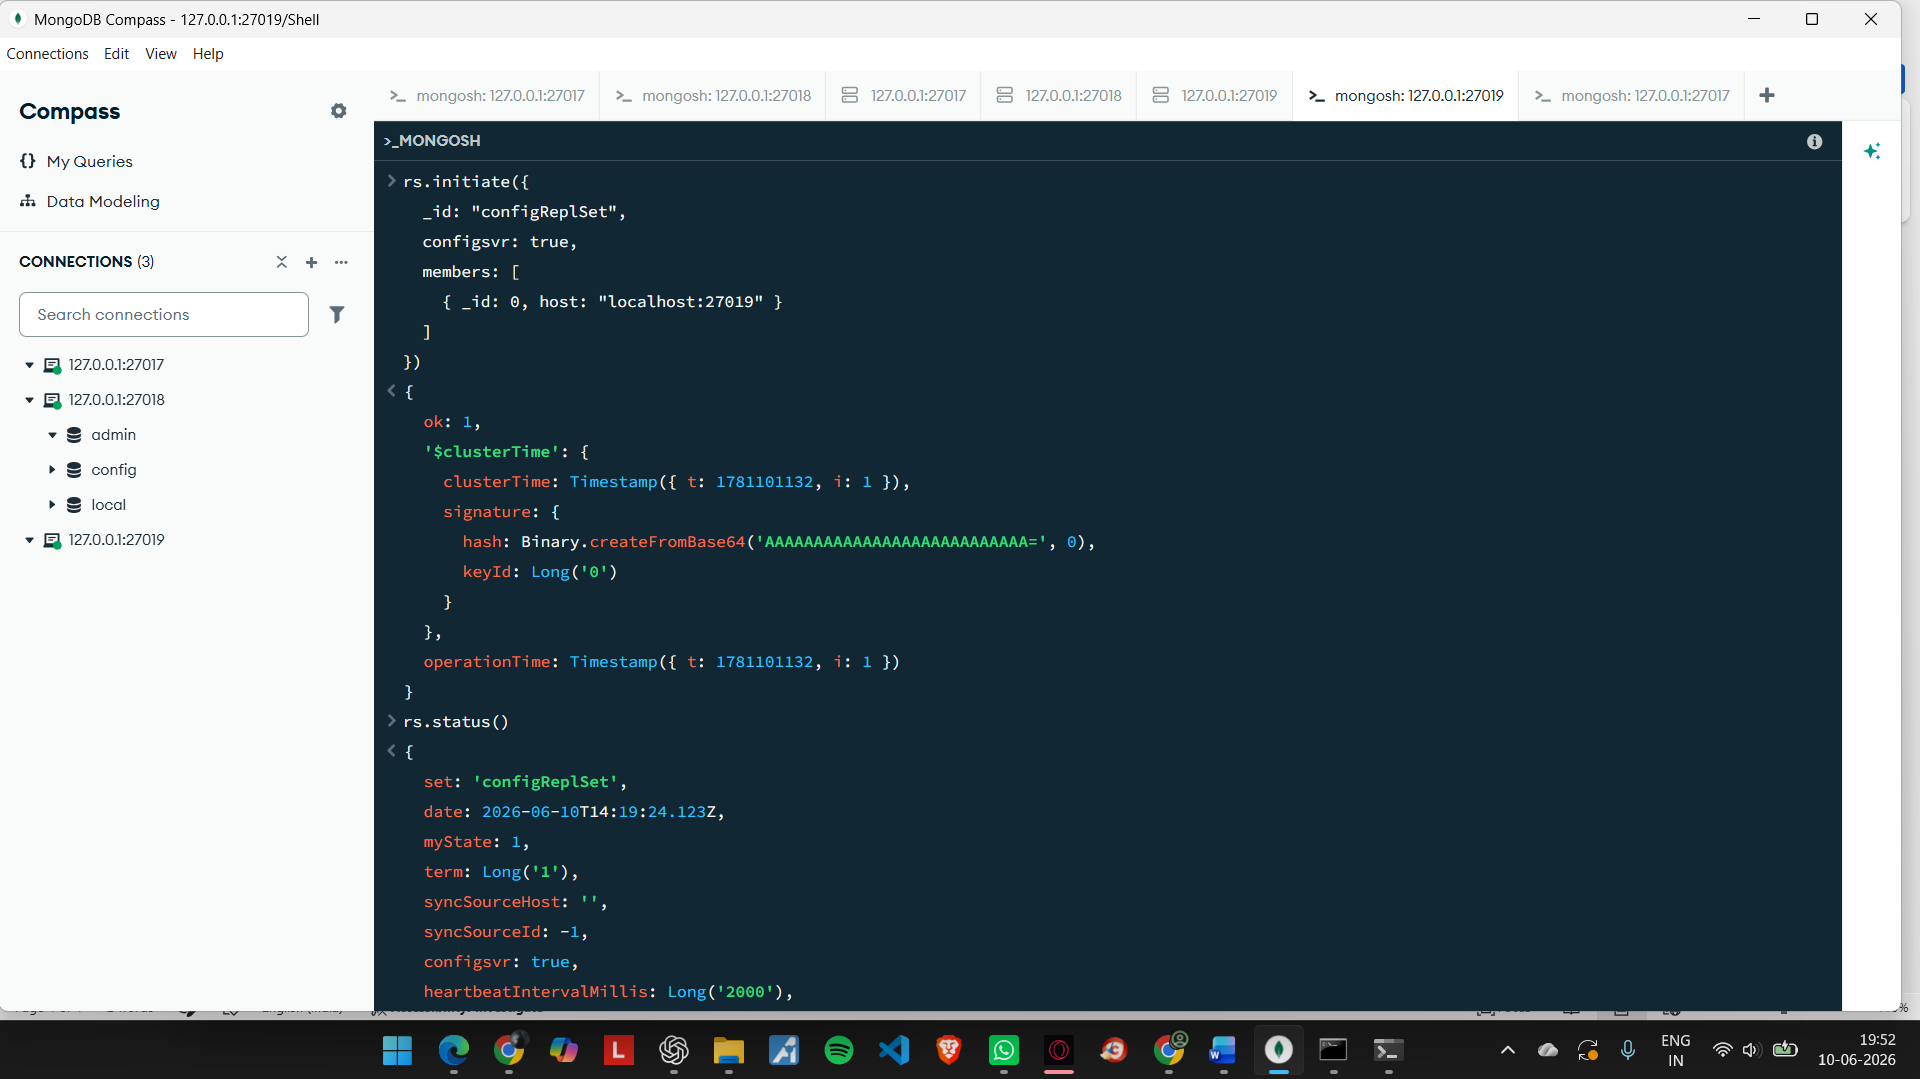 MongoDB Compass - 127.0.0.1:27019/Shell
Connections Edit View Help
Compass
My Queries
Data Modeling
CONNECTIONS (3)
Search connections
127.0.0.1:27017
127.0.0.1:27018
admin
config
local
127.0.0.1:27019
mongosh: 127.0.0.1:27017
mongosh: 127.0.0.1:27018
127.0.0.1:27017
127.0.0.1:27018
127.0.0.1:27019
mongosh: 127.0.0.1:27019
mongosh: 127.0.0.1:27017
>_MONGOSH
> rs.initiate({
_id: "configReplSet",
configsvr: true,
members: [
{ _id: 0, host: "localhost:27019" }
]
})
< {
ok: 1,
'$clusterTime': {
clusterTime: Timestamp({ t: 1781101132, i: 1 }),
signature: {
hash: Binary.createFromBase64('AAAAAAAAAAAAAAAAAAAAAAAAAAA=', 0),
keyId: Long('0')
}
},
operationTime: Timestamp({ t: 1781101132, i: 1 })
}
> rs.status()
< {
set: 'configReplSet',
date: 2026-06-10T14:19:24.123Z,
myState: 1,
term: Long('1'),
syncSourceHost: '',
syncSourceId: -1,
configsvr: true,
heartbeatIntervalMillis: Long('2000'),
ENG
IN
19:52
10-06-2026